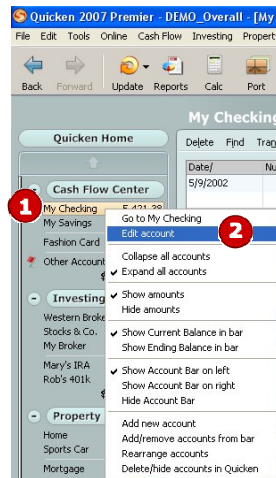 Quicken 2007 Premier - DEMO_Overall - [My
File Edit Tools Online Cash Flow Investing Propert
Back Forward Update Reports Calc Port
My Checking
Quicken Home
Delete Find Tran
Date/ Nu
5/9/2002
Cash Flow Center
1
My Checking 5,421.38
My Savings
Fashion Card
Other Account
$
Go to My Checking
Edit account
2
Collapse all accounts
Expand all accounts
Show amounts
Hide amounts
Show Current Balance in bar
Show Ending Balance in bar
Show Account Bar on left
Show Account Bar on right
Hide Account Bar
Add new account
Add/remove accounts from bar
Rearrange accounts
Delete/hide accounts in Quicken
Investing
Western Broke
Stocks & Co.
My Broker
Mary's IRA
Rob's 401k
$
Property
Home
Sports Car
Mortgage